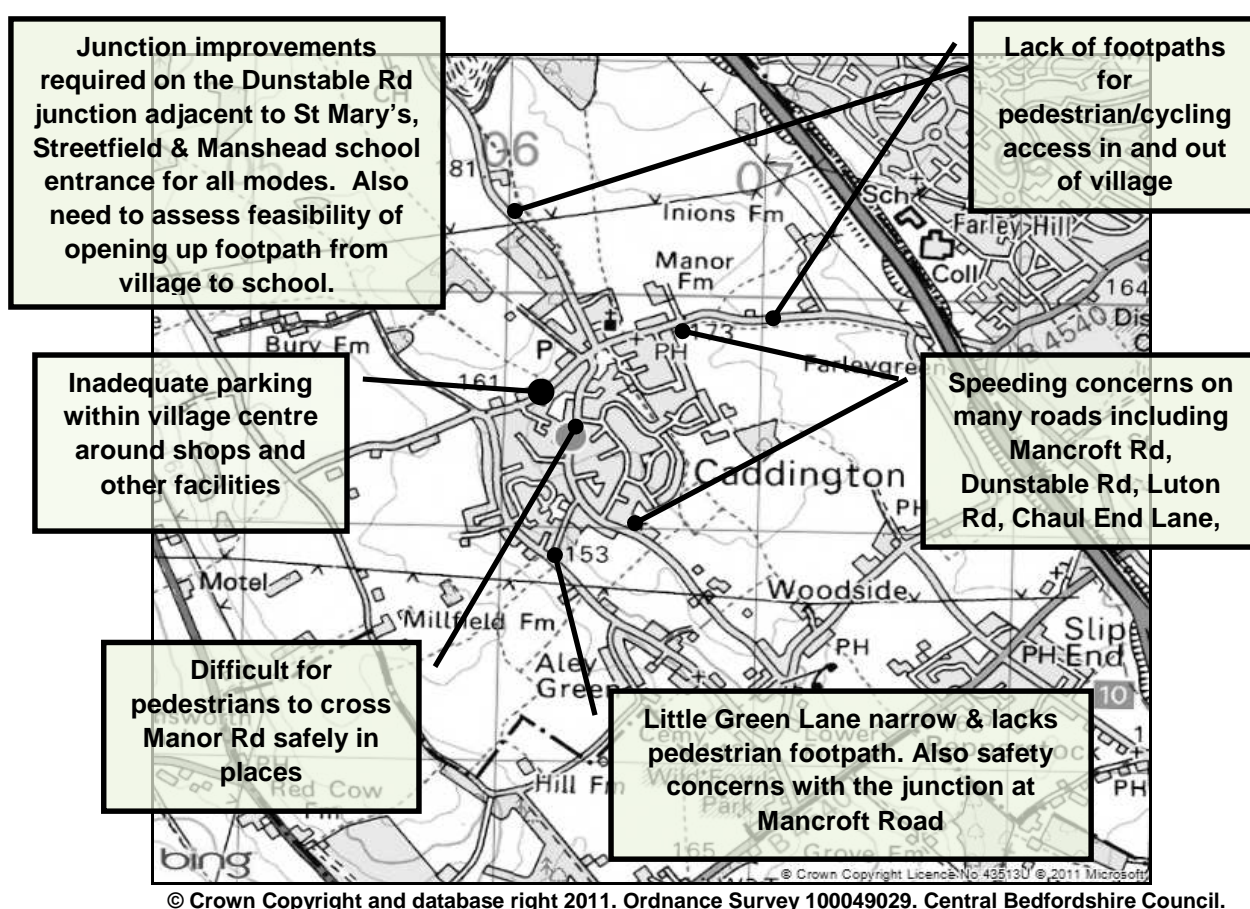 Junction improvements
required on the Dunstable Rd
junction adjacent to St Mary's,
Streetfield & Manshead school
entrance for all modes.  Also
need to assess feasibility of
opening up footpath from
village to school.
Lack of footpaths
for
pedestrian/cycling
access in and out
of village
Inadequate parking
within village centre
around shops and
other facilities
Speeding concerns on
many roads including
Mancroft Rd,
Dunstable Rd, Luton
Rd, Chaul End Lane,
Difficult for
pedestrians to cross
Manor Rd safely in
places
Little Green Lane narrow & lacks
pedestrian footpath. Also safety
concerns with the junction at
Mancroft Road
06
07
81
Inions Fm
Sch
Farley Hill
Coll
Manor
Fm
164
B 4540
Dis
Bury Fm
P
PH
173
Farleygreen
161
Caddington
PH
153
Motel
Millfield Fm
Woodside
PH
Slip
End
PH
Aley
Green
10
Cemy
Lower
Hill Fm
Park
PH
Red Cow
Fm
165
Grove Fm
bing
© Crown Copyright Licence No 43513U © 2011 Microsoft
© Crown Copyright and database right 2011. Ordnance Survey 100049029. Central Bedfordshire Council.